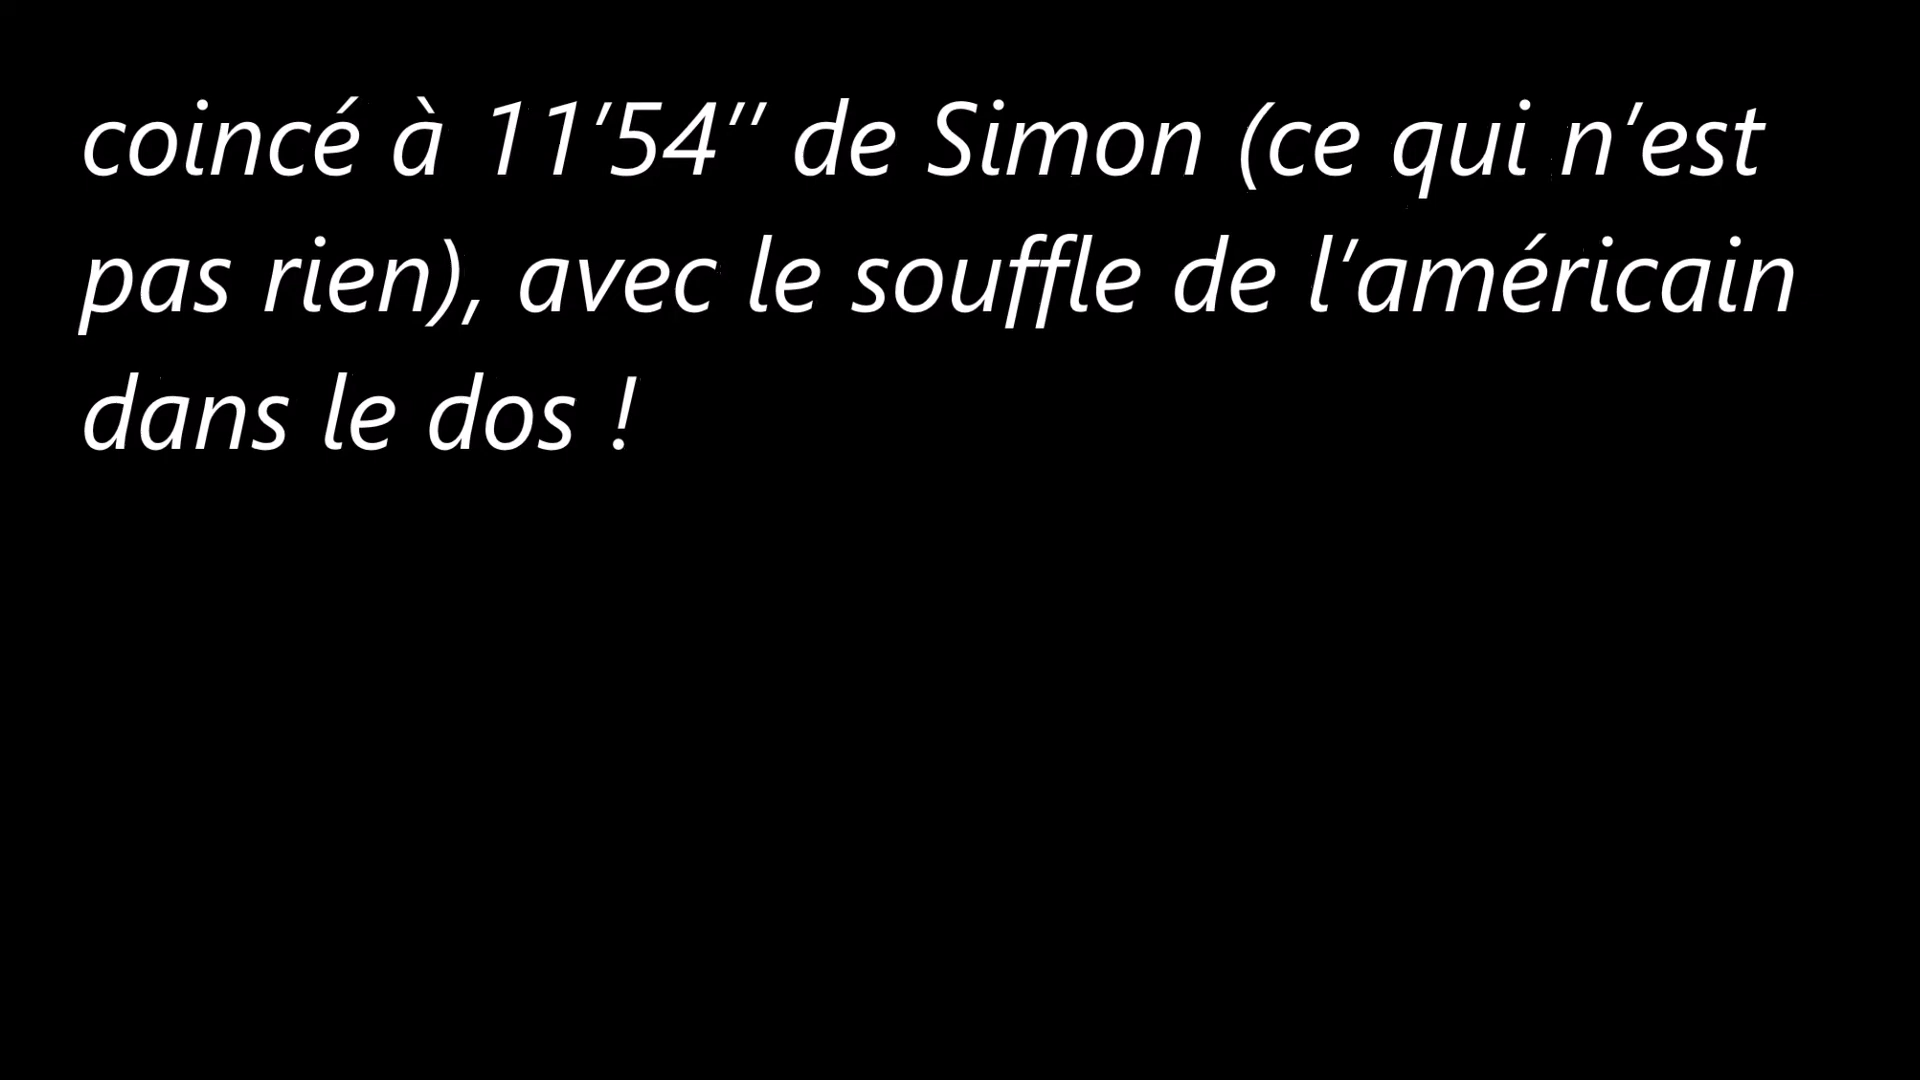 coincé à 11’54’’ de Simon (ce qui n’est
pas rien), avec le souffle de l’américain
dans le dos !